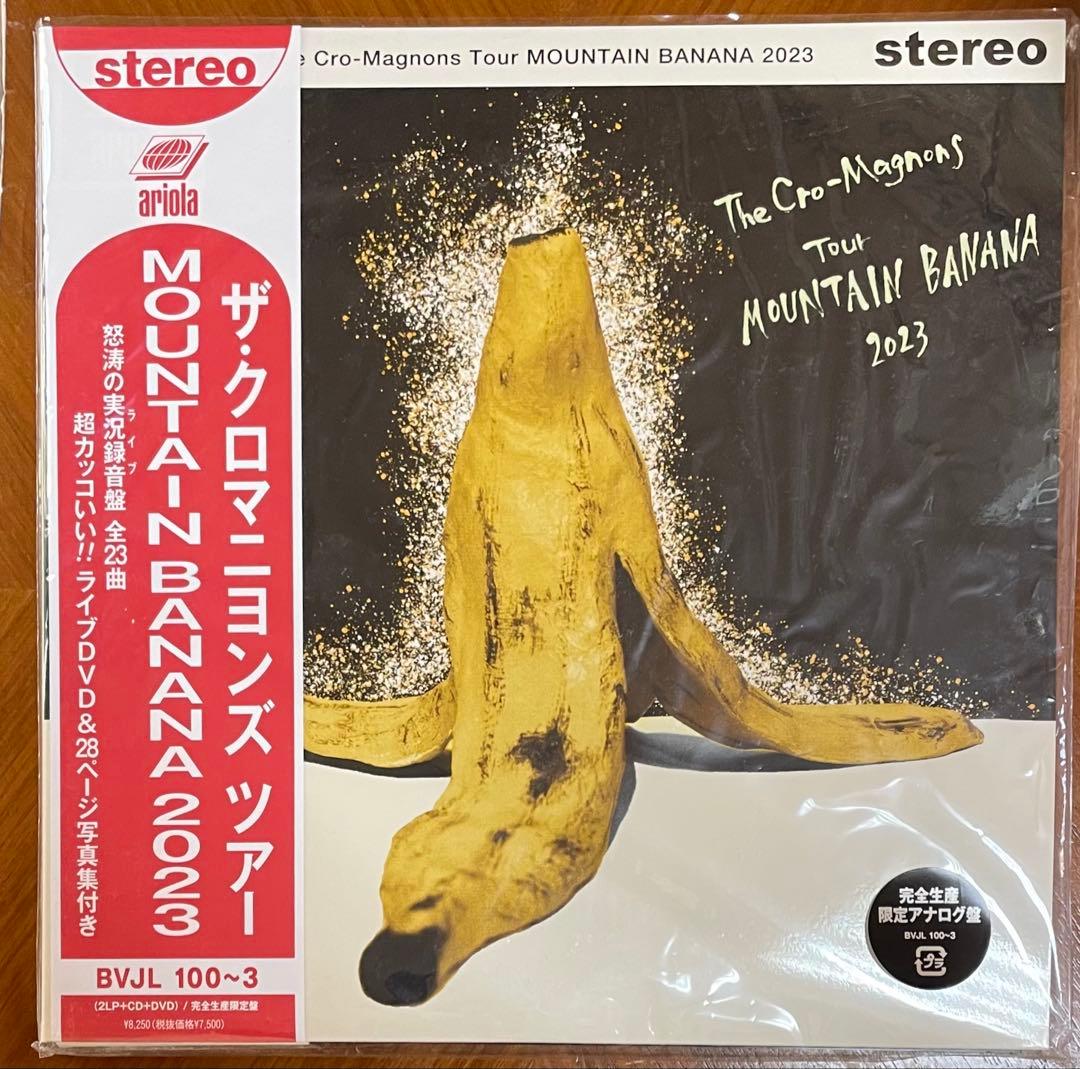 stereo
ariola
ザ・クロマニヨンズ ツアー
MOUNTAIN BANANA 2023
怒涛の実況録音盤 全23曲
ライブ
超カッコいい!! ライブDVD&28ページ写真集付き
BVJL 100~3
(2LP+CD+DVD) / 完全生産限定盤
¥8,250 (税抜価格¥7,500)
e Cro-Magnons Tour MOUNTAIN BANANA 2023
stereo
The Cro-Magnons
Tour
MOUNTAIN BANANA
2023
完全生産
限定アナログ盤
BVJL 100~3
プラ